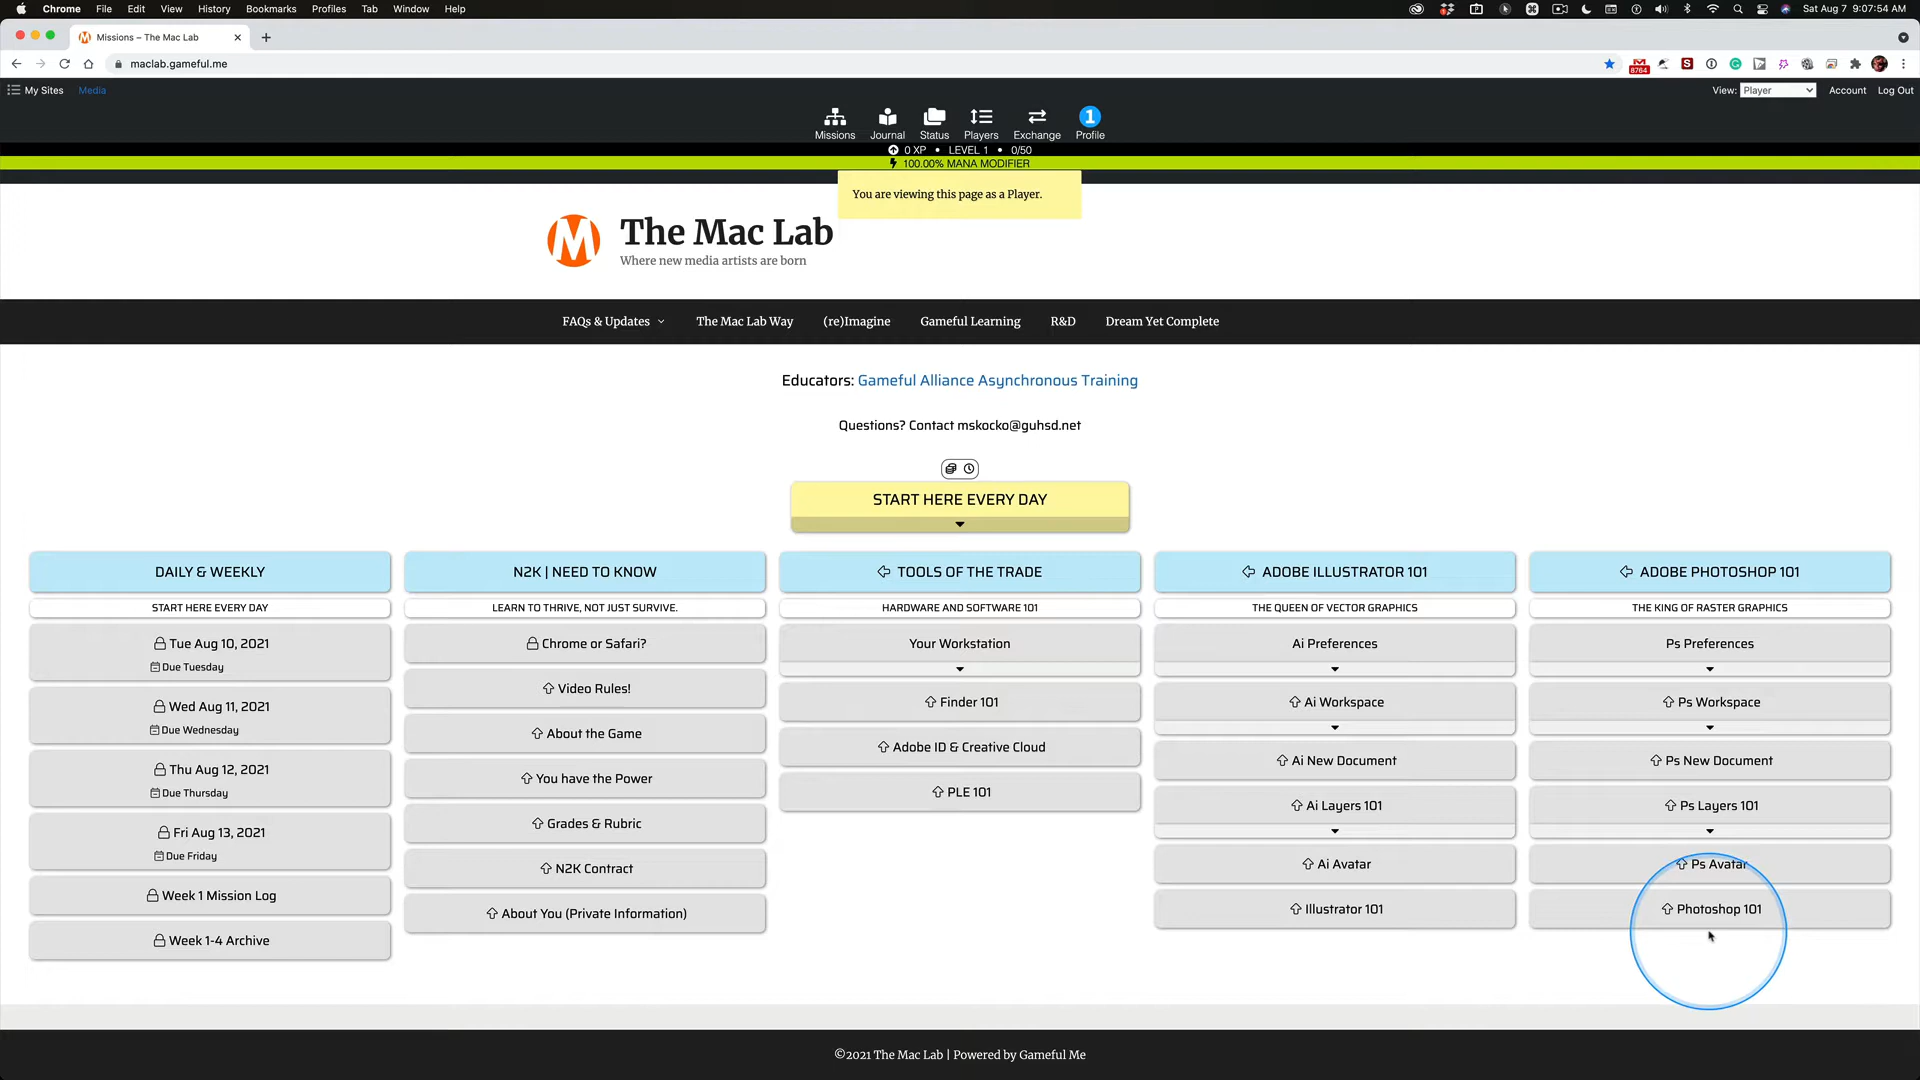 Chrome File Edit View History Bookmarks Profiles Tab Window Help Sat Aug 7 9:07:54 AM
Missions – The Mac Lab
maclab.gameful.me 8764
My Sites Media View: Player Account Log Out
1
Missions Journal Status Players Exchange Profile
0 XP • LEVEL 1 • 0/50
100.00% MANA MODIFIER
You are viewing this page as a Player.
M
The Mac Lab
Where new media artists are born
FAQs & Updates The Mac Lab Way (re)Imagine Gameful Learning R&D Dream Yet Complete
Educators: Gameful Alliance Asynchronous Training
Questions? Contact mskocko@guhsd.net
START HERE EVERY DAY
DAILY & WEEKLY
START HERE EVERY DAY
Tue Aug 10, 2021
Due Tuesday
Wed Aug 11, 2021
Due Wednesday
Thu Aug 12, 2021
Due Thursday
Fri Aug 13, 2021
Due Friday
Week 1 Mission Log
Week 1-4 Archive
N2K | NEED TO KNOW
LEARN TO THRIVE, NOT JUST SURVIVE.
Chrome or Safari?
Video Rules!
About the Game
You have the Power
Grades & Rubric
N2K Contract
About You (Private Information)
TOOLS OF THE TRADE
HARDWARE AND SOFTWARE 101
Your Workstation
Finder 101
Adobe ID & Creative Cloud
PLE 101
ADOBE ILLUSTRATOR 101
THE QUEEN OF VECTOR GRAPHICS
Ai Preferences
Ai Workspace
Ai New Document
Ai Layers 101
Ai Avatar
Illustrator 101
ADOBE PHOTOSHOP 101
THE KING OF RASTER GRAPHICS
Ps Preferences
Ps Workspace
Ps New Document
Ps Layers 101
Ps Avatar
Photoshop 101
©2021 The Mac Lab | Powered by Gameful Me